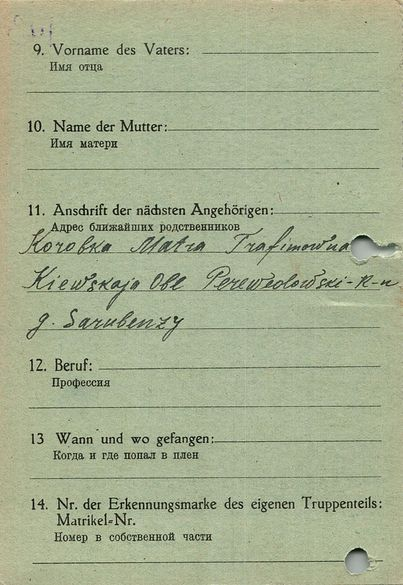 9. Vorname des Vaters:
Имя отца
10. Name der Mutter:
Имя матери
11. Anschrift der nächsten Angehörigen:
Адрес ближайших родственников
Korobka Matra Trafimowna
Kiewskaja Obl Perewedowski-R-n
g. Sarubenzy
12. Beruf:
Профессия
13 Wann und wo gefangen:
Когда и где попал в плен
14. Nr. der Erkennungsmarke des eigenen Truppenteils:
Matrikel-Nr.
Номер в собственной части